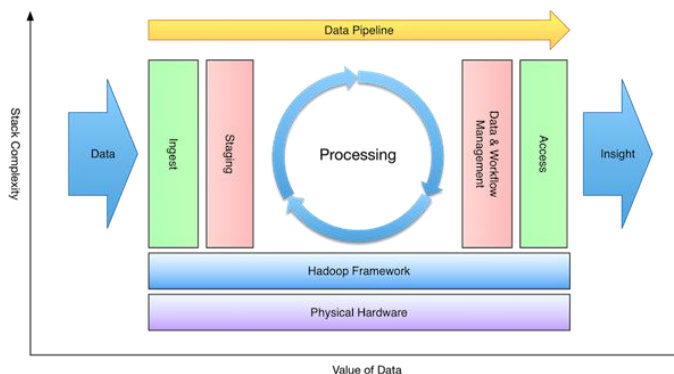 Data Pipeline
Stack Complexity
Data
Ingest
Staging
Processing
Data & Workflow
Management
Access
Insight
Hadoop Framework
Physical Hardware
Value of Data